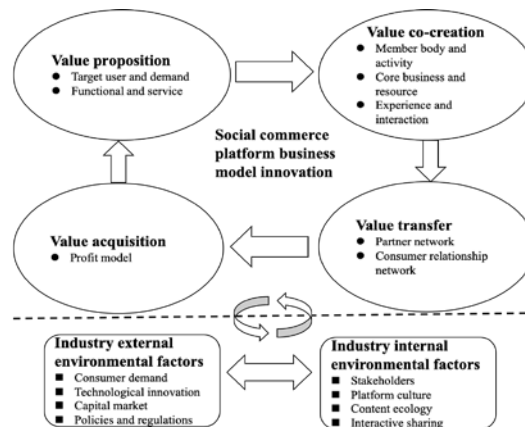 Value proposition
● Target user and demand
● Functional and service
Value co-creation
● Member body and
activity
● Core business and
resource
● Experience and
interaction
Social commerce
platform business
model innovation
Value acquisition
● Profit model
Value transfer
● Partner network
● Consumer relationship
network
Industry external
environmental factors
■ Consumer demand
■ Technological innovation
■ Capital market
■ Policies and regulations
Industry internal
environmental factors
■ Stakeholders
■ Platform culture
■ Content ecology
■ Interactive sharing